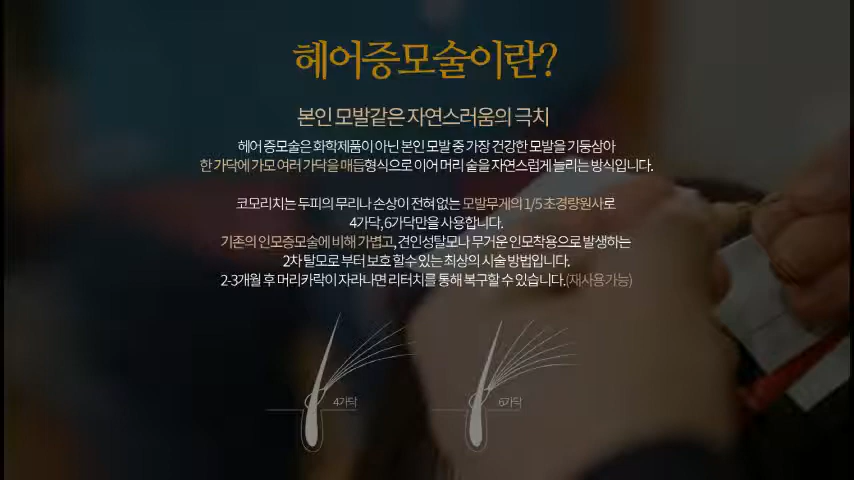 헤어증모술이란?
본인 모발같은 자연스러움의 극치
헤어 증모술은 화학제품이 아닌 본인 모발 중 가장 건강한 모발을 기둥삼아
한 가닥에 가모 여러 가닥을 매듭형식으로 이어 머리 숱을 자연스럽게 늘리는 방식입니다.
코모리치는 두피의 무리나 손상이 전혀 없는 모발무게의 1/5 초경량원사로
4가닥, 6가닥만을 사용합니다.
기존의 인모증모술에 비해 가볍고, 견인성탈모나 무거운 인모착용으로 발생하는
2차 탈모로 부터 보호 할 수 있는 최상의 시술 방법입니다.
2-3개월 후 머리카락이 자라나면 리터치를 통해 복구할 수 있습니다.(재사용가능)
4가닥
6가닥